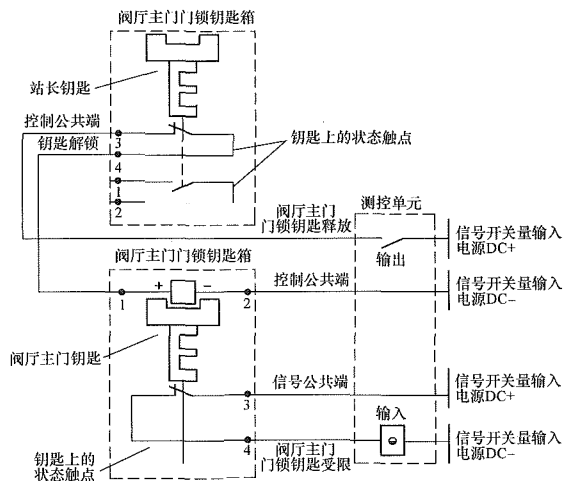 阀厅主门门锁钥匙箱
站长钥匙
控制公共端
3
钥匙解锁
4
1
2
钥匙上的状态触点
阀厅主门
门锁钥匙释放
测控单元
输出
信号开关量输入
电源DC+
阀厅主门门锁钥匙箱
1
+
−
2
控制公共端
信号开关量输入
电源DC−
阀厅主门钥匙
信号公共端
3
信号开关量输入
电源DC+
输入
钥匙上的
状态触点
4
阀厅主门
门锁钥匙受限
信号开关量输入
电源DC−